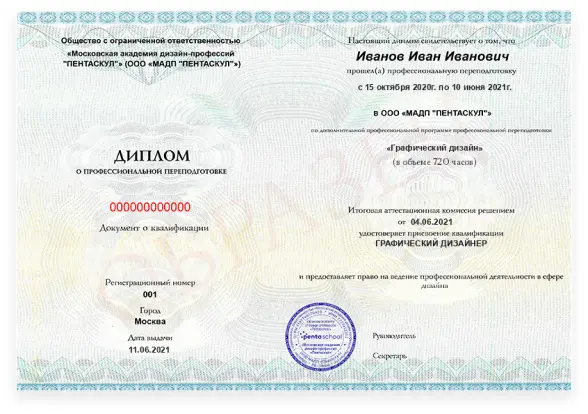 Общество с ограниченной ответственностью
«Московская академия дизайн-профессий
"ПЕНТАСКУЛ"» (ООО «МАДП "ПЕНТАСКУЛ"»)
ДИПЛОМ
О ПРОФЕССИОНАЛЬНОЙ ПЕРЕПОДГОТОВКЕ
000000000000
Документ о квалификации
Регистрационный номер
001
Город
Москва
Дата выдачи
11.06.2021
Настоящий диплом свидетельствует о том, что
Иванов Иван Иванович
прошел(а) профессиональную переподготовку
с 15 октября 2020г. по 10 июня 2021г.
в ООО «МАДП "ПЕНТАСКУЛ"»
по дополнительной профессиональной программе профессиональной переподготовки
«Графический дизайн»
(в объеме 720 часов)
Итоговая аттестационная комиссия решением
от 04.06.2021
удостоверяет присвоение квалификации
ГРАФИЧЕСКИЙ ДИЗАЙНЕР
и предоставляет право на ведение профессиональной деятельности в сфере
дизайна
pentaschool
Руководитель
Секретарь
ОБРАЗЕЦ